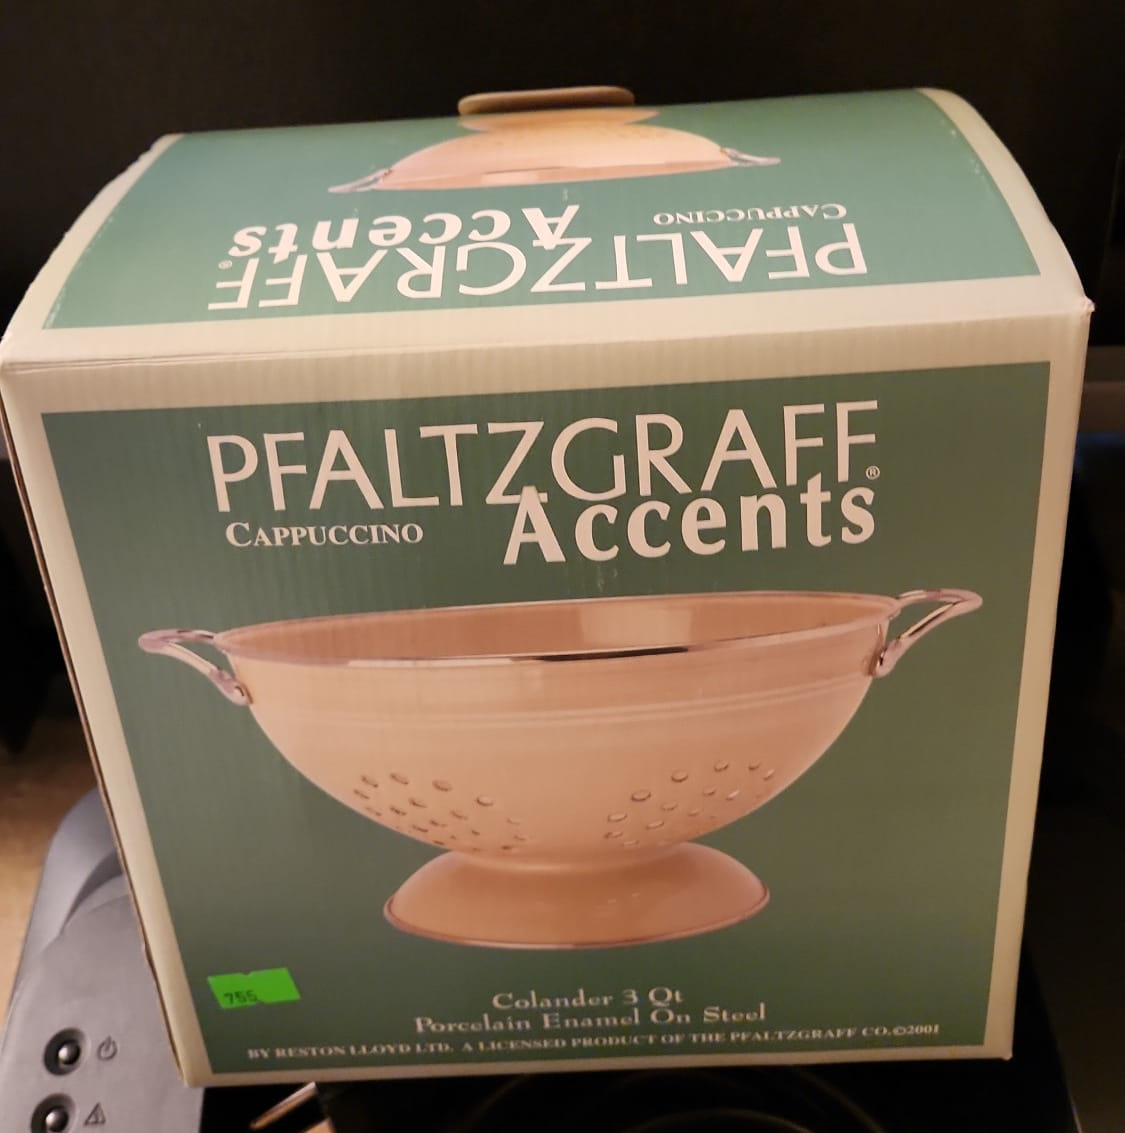 PFALTZGRAFF®
Accents
CAPPUCCINO
PFALTZGRAFF®
CAPPUCCINO Accents
755
Colander 3 Qt
Porcelain Enamel On Steel
BY RESTON LLOYD LTD. A LICENSED PRODUCT OF THE PFALTZGRAFF CO.©2001